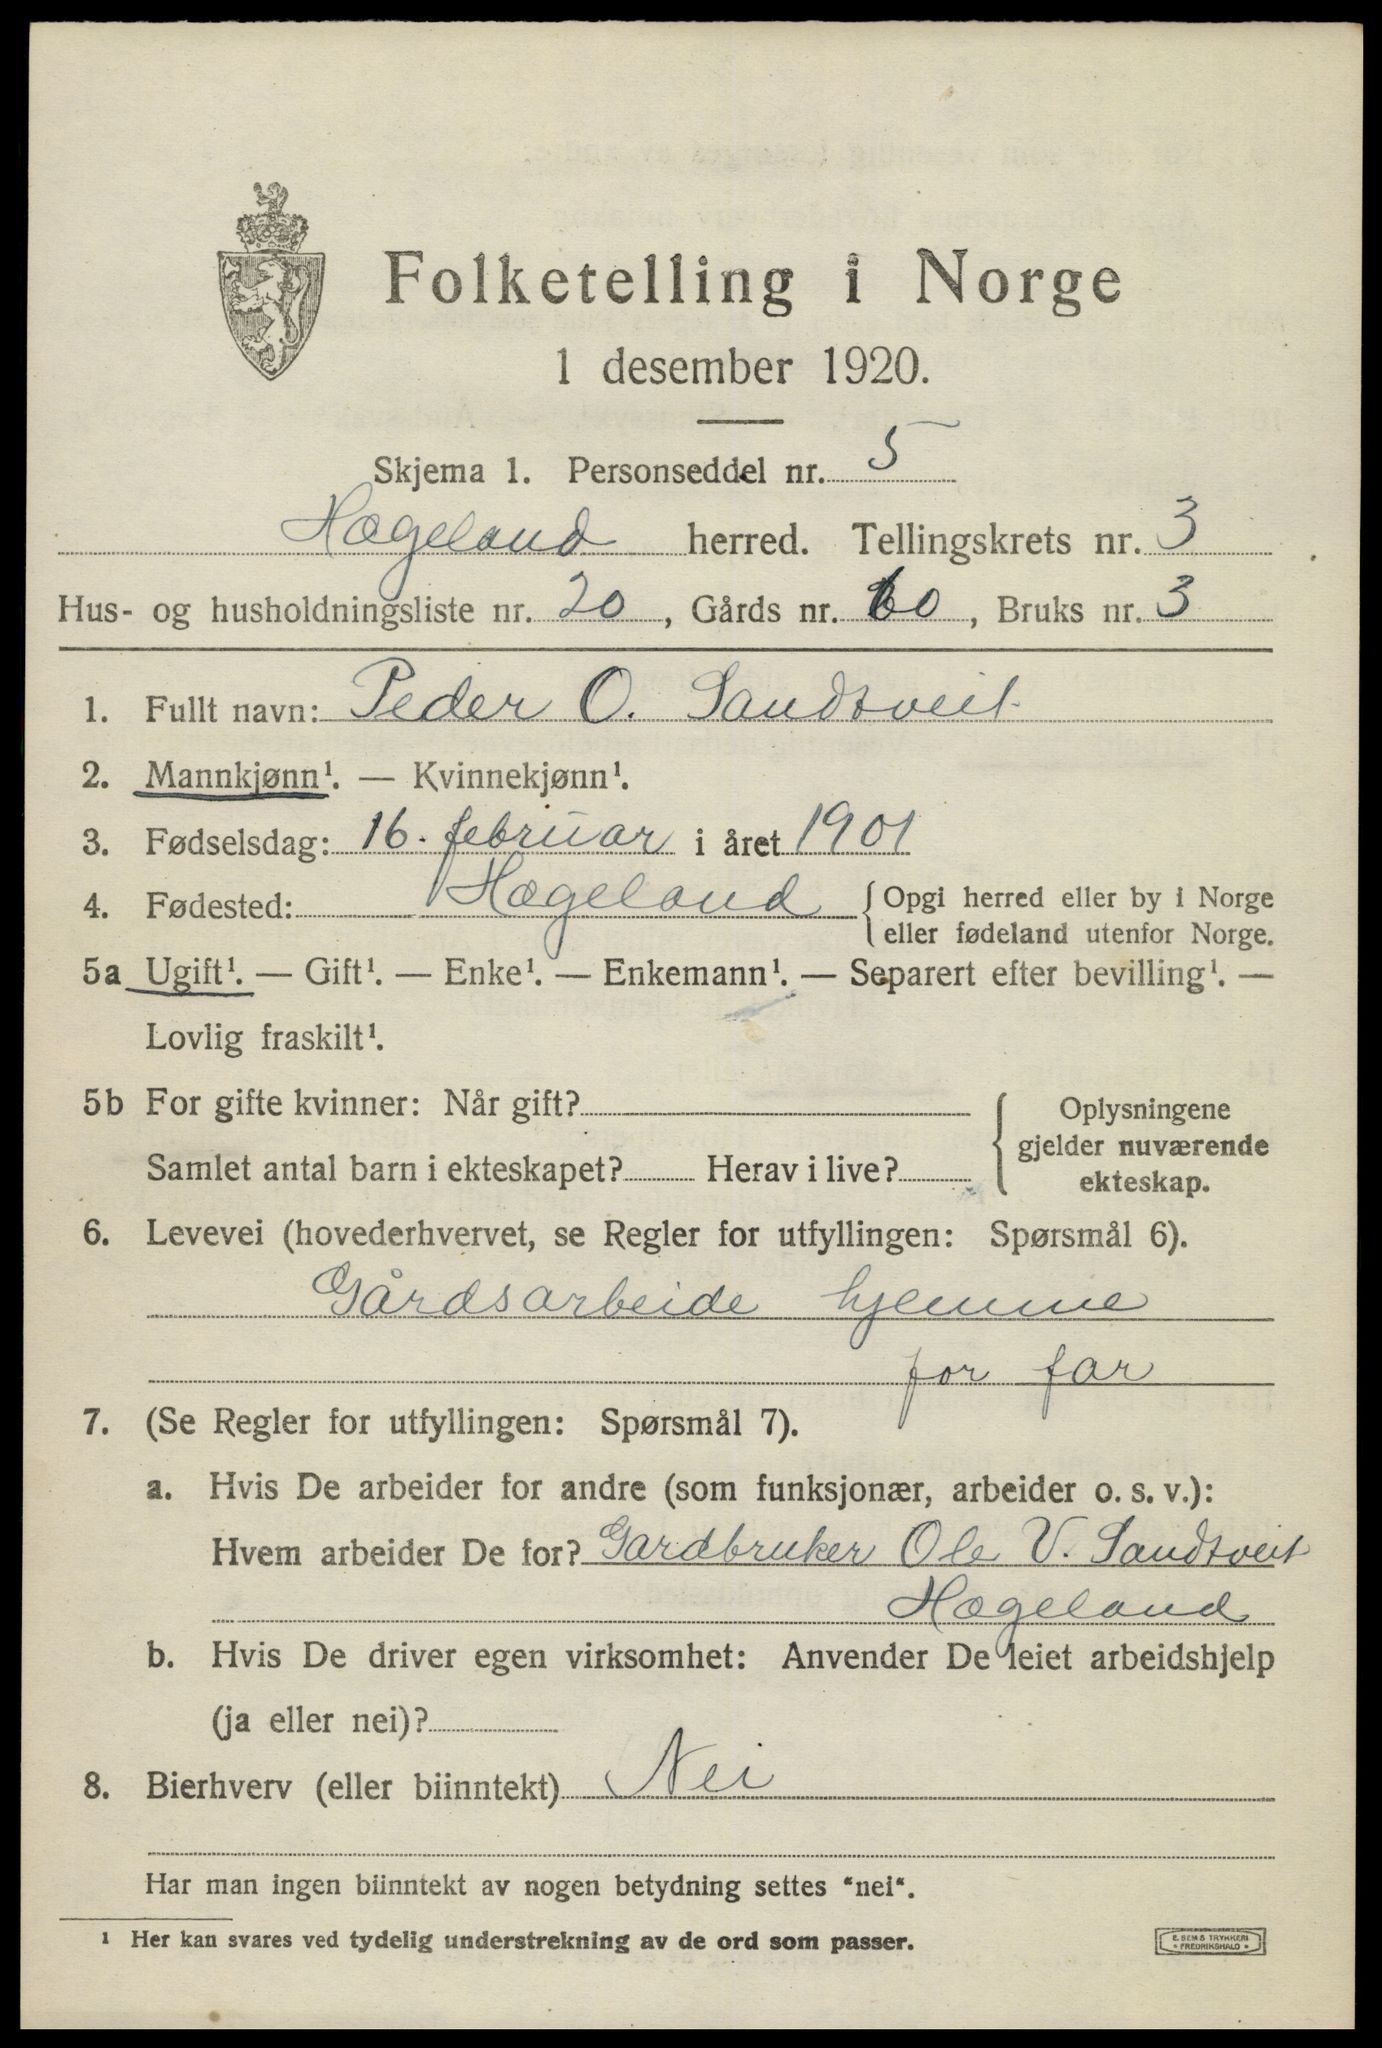 Folketelling i Norge
1 desember 1920.
Skjema 1. Personseddel nr. 5
Hægeland herred. Tellingskrets nr. 3
Hus- og husholdningsliste nr. 20, Gårds nr. 60, Bruks nr. 3
1. Fullt navn: Peder O. Sandtveit
2. Mannkjønn¹. — Kvinnekjønn¹.
3. Fødselsdag: 16. februar i året 1901
4. Fødested: Hægeland { Opgi herred eller by i Norge
eller fødeland utenfor Norge.
5a Ugift¹. — Gift¹. — Enke¹. — Enkemann¹. — Separert efter bevilling¹. —
Lovlig fraskilt¹.
5b For gifte kvinner: Når gift?
Samlet antal barn i ekteskapet? Herav i live?
Oplysningene
gjelder nuværende
ekteskap.
6. Levevei (hovederhvervet, se Regler for utfyllingen: Spørsmål 6).
Gårdsarbeide hjemme
for far
7. (Se Regler for utfyllingen: Spørsmål 7).
a. Hvis De arbeider for andre (som funksjonær, arbeider o. s. v.):
Hvem arbeider De for? Gardbruker Ole V. Sandtveit
Hægeland
b. Hvis De driver egen virksomhet: Anvender De leiet arbeidshjelp
(ja eller nei)?
8. Bierhverv (eller biinntekt) Nei
Har man ingen biinntekt av nogen betydning settes "nei".
¹ Her kan svares ved tydelig understrekning av de ord som passer.
E. SEM'S TRYKKERI
FREDRIKSHALD